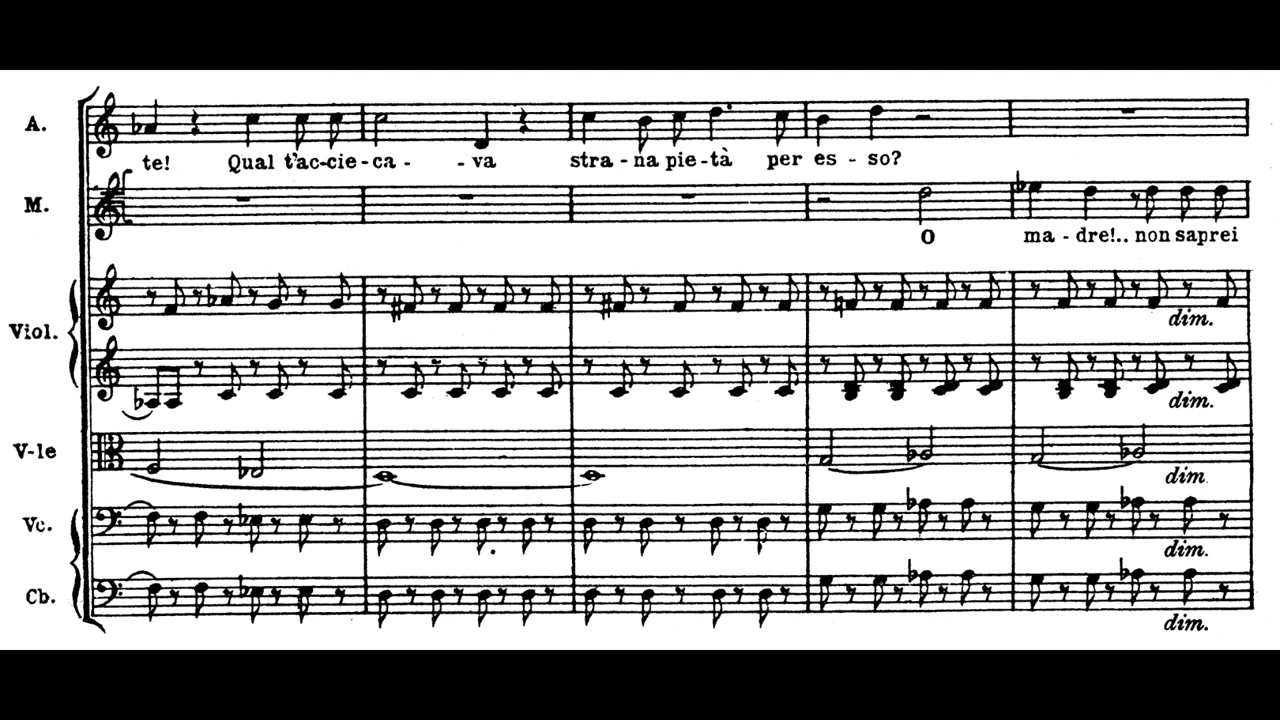 A.
te! Qual t'ac-cie-ca - -va stra-na pie-tà per es - so?
M.
O ma-dre!.. non saprei
Viol.
dim.
dim.
V-le
dim
Vc.
dim.
Cb.
dim.